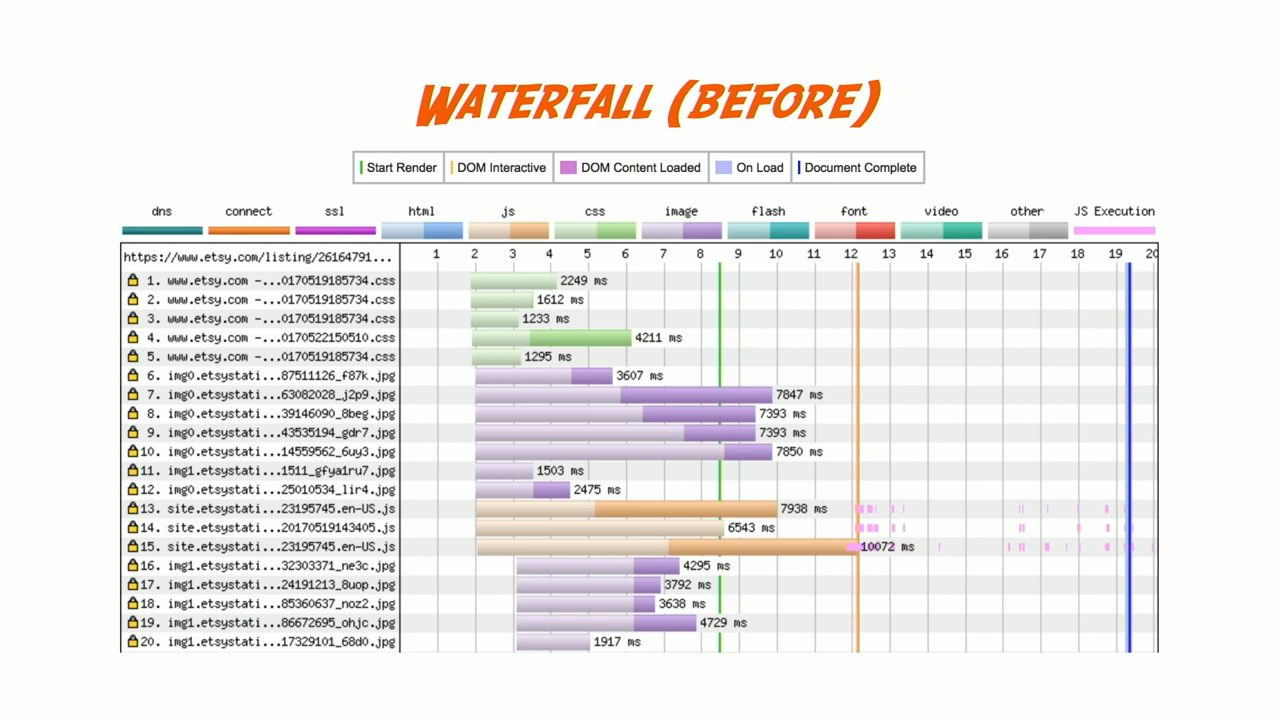 WATERFALL (BEFORE)
Start Render DOM Interactive DOM Content Loaded On Load Document Complete
dns connect ssl html js css image flash font video other JS Execution
https://www.etsy.com/listing/26164791... 1 2 3 4 5 6 7 8 9 10 11 12 13 14 15 16 17 18 19 20
1. www.etsy.com -...0170519185734.css 2249 ms
2. www.etsy.com -...0170519185734.css 1612 ms
3. www.etsy.com -...0170519185734.css 1233 ms
4. www.etsy.com -...0170522150510.css 4211 ms
5. www.etsy.com -...0170519185734.css 1295 ms
6. img0.etsystati...87511126_f87k.jpg 3607 ms
7. img0.etsystati...63082028_j2p9.jpg 7847 ms
8. img0.etsystati...39146090_8beg.jpg 7393 ms
9. img0.etsystati...43535194_gdr7.jpg 7393 ms
10. img0.etsystati...14559562_6uy3.jpg 7850 ms
11. img1.etsystati...1511_gfya1ru7.jpg 1503 ms
12. img0.etsystati...25010534_lir4.jpg 2475 ms
13. site.etsystati...23195745.en-US.js 7938 ms
14. site.etsystati...20170519143405.js 6543 ms
15. site.etsystati...23195745.en-US.js 10072 ms
16. img1.etsystati...32303371_ne3c.jpg 4295 ms
17. img1.etsystati...24191213_8uop.jpg 3792 ms
18. img1.etsystati...85360637_noz2.jpg 3638 ms
19. img1.etsystati...86672695_ohjc.jpg 4729 ms
20. img1.etsystati...17329101_68d0.jpg 1917 ms